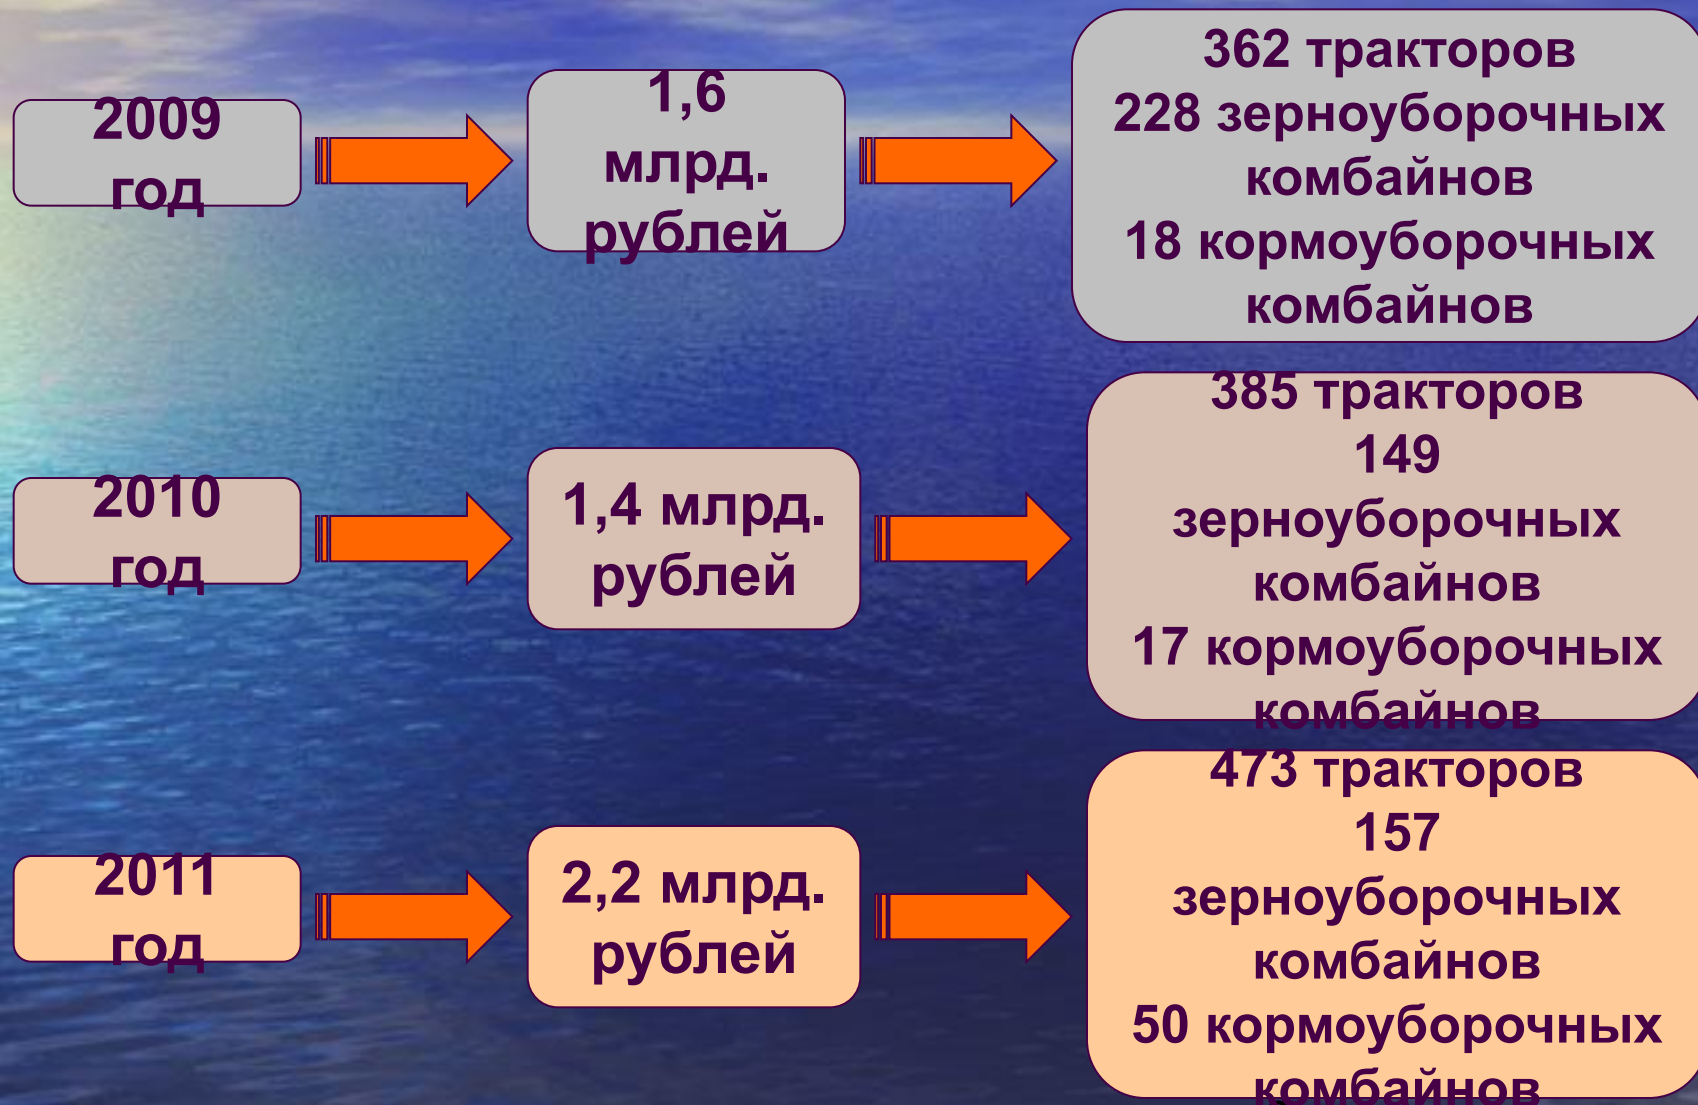 2009
год
1,6
млрд.
рублей
362 тракторов
228 зерноуборочных
комбайнов
18 кормоуборочных
комбайнов
2010
год
1,4 млрд.
рублей
385 тракторов
149
зерноуборочных
комбайнов
17 кормоуборочных
комбайнов
2011
год
2,2 млрд.
рублей
473 тракторов
157
зерноуборочных
комбайнов
50 кормоуборочных
комбайнов